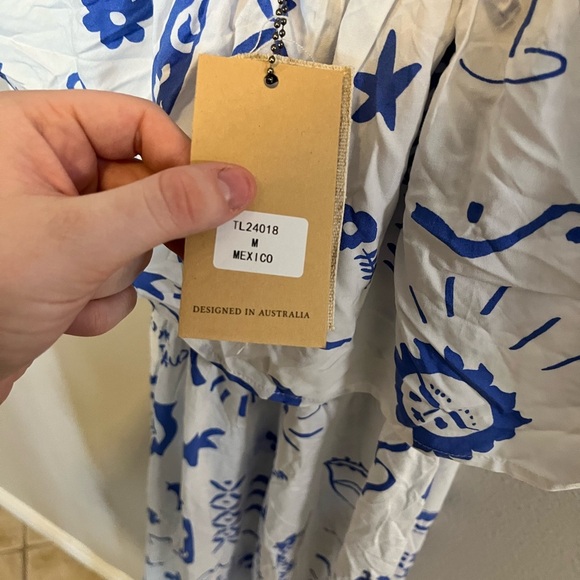 TL24018
M
MEXICO
DESIGNED IN AUSTRALIA